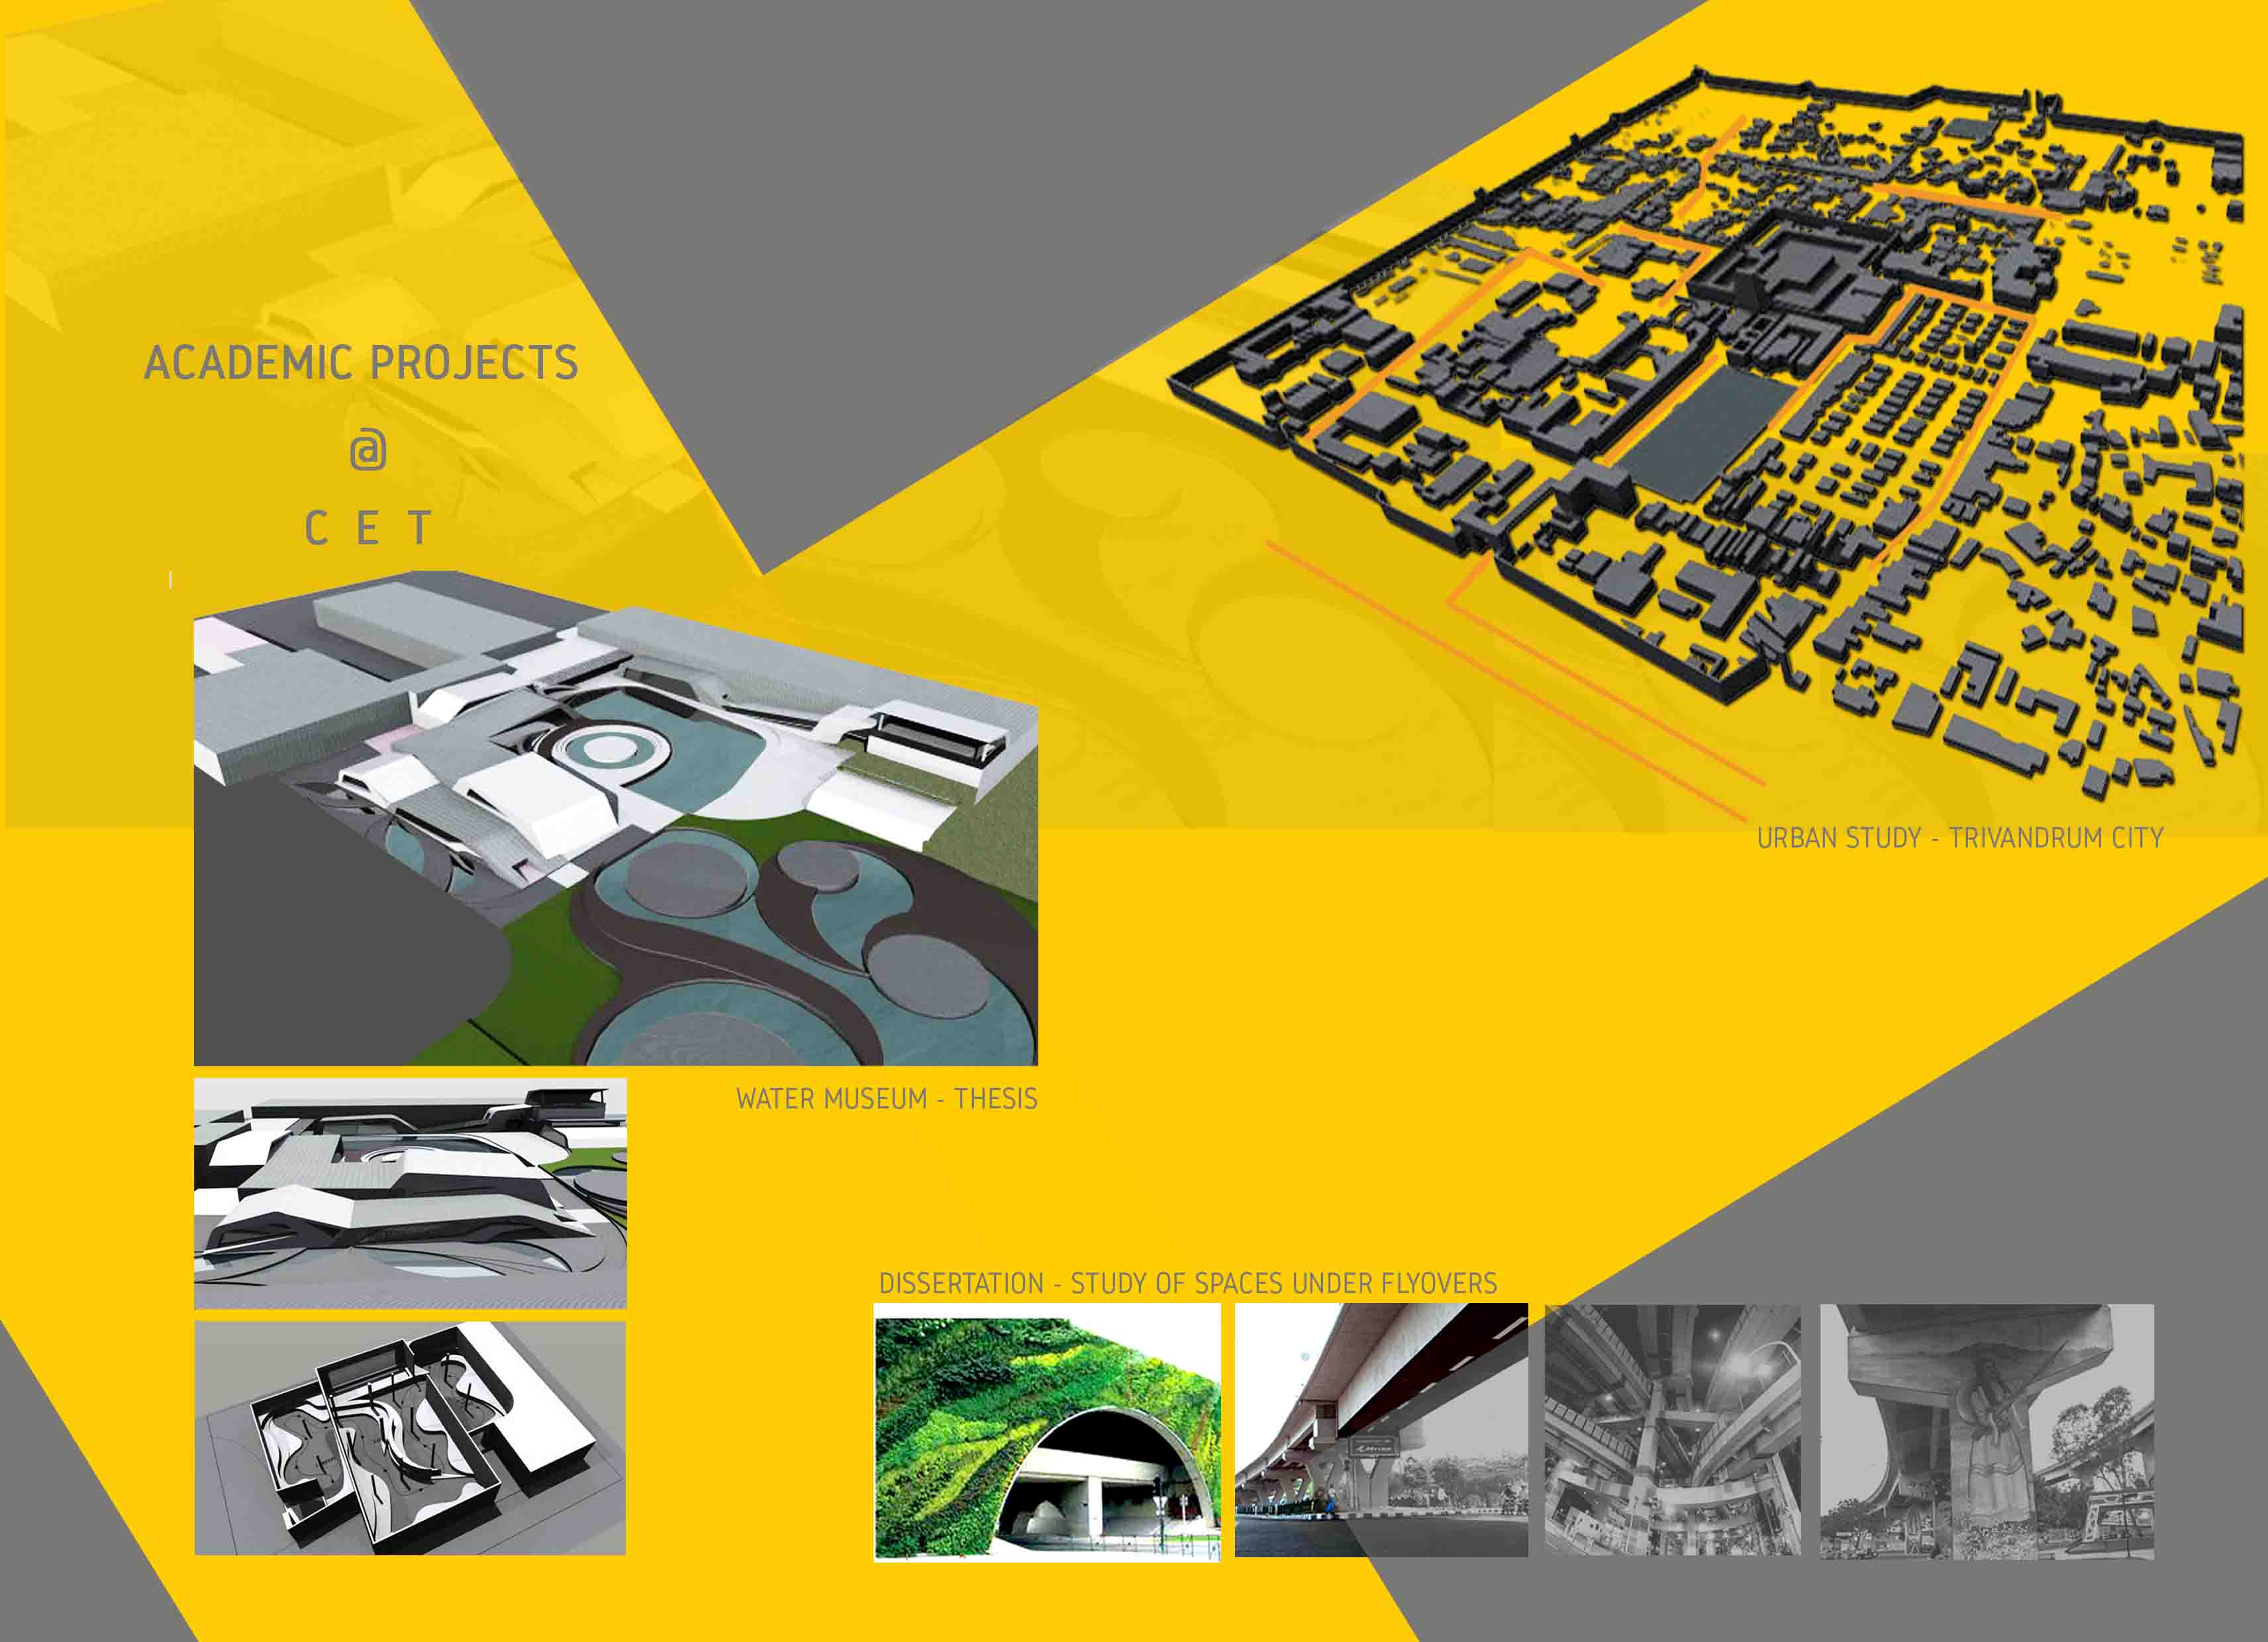 ACADEMIC PROJECTS
@
C E T
URBAN STUDY - TRIVANDRUM CITY
WATER MUSEUM - THESIS
DISSERTATION - STUDY OF SPACES UNDER FLYOVERS